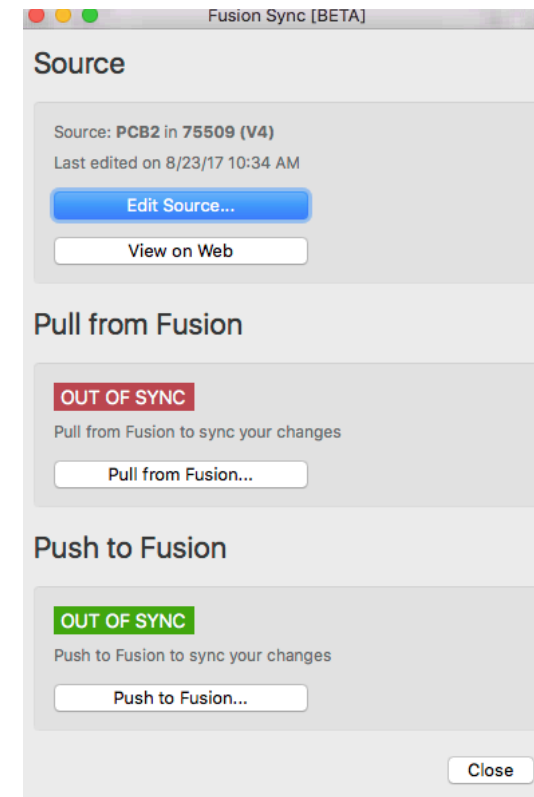 Fusion Sync [BETA]
Source
Source: PCB2 in 75509 (V4)
Last edited on 8/23/17 10:34 AM
Edit Source...
View on Web
Pull from Fusion
OUT OF SYNC
Pull from Fusion to sync your changes
Pull from Fusion...
Push to Fusion
OUT OF SYNC
Push to Fusion to sync your changes
Push to Fusion...
Close